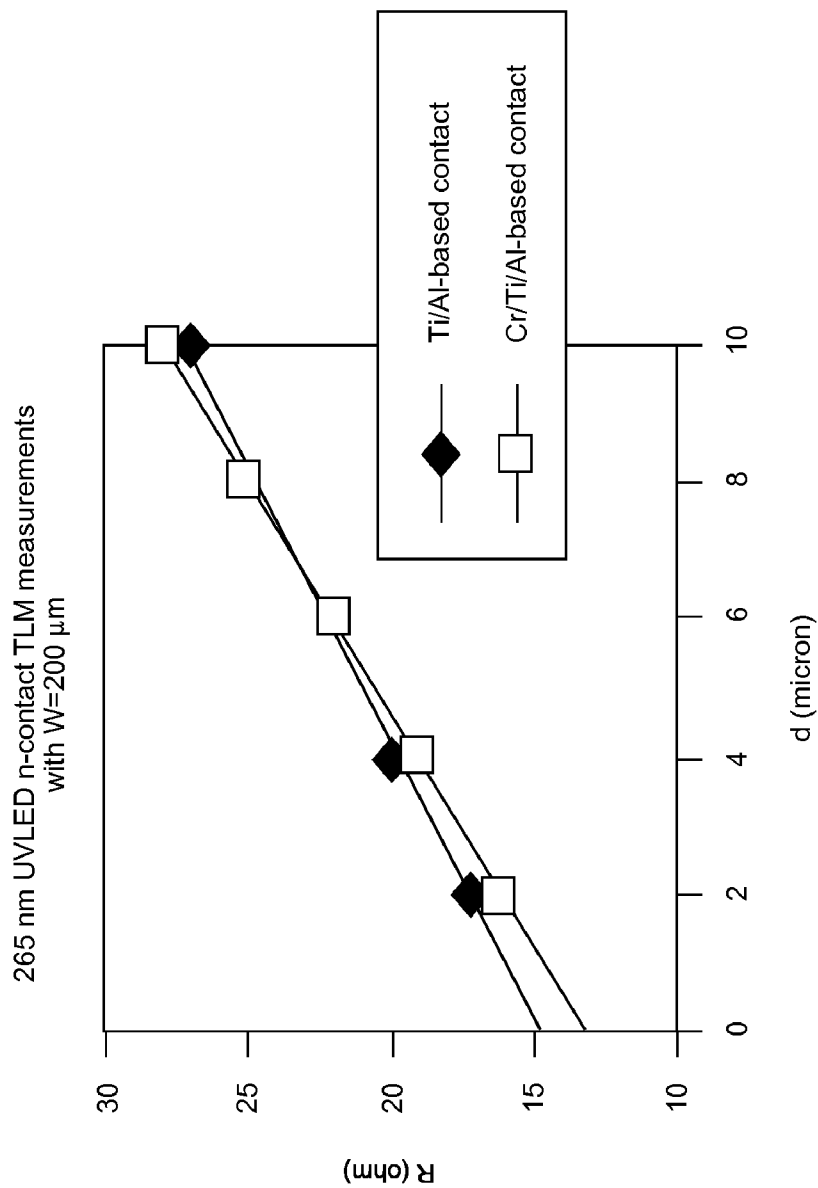 265 nm UVLED n-contact TLM measurements
with W=200 μm
30
25
20
15
10
R (ohm)
0
2
4
6
8
10
d (micron)
Ti/Al-based contact
Cr/Ti/Al-based contact